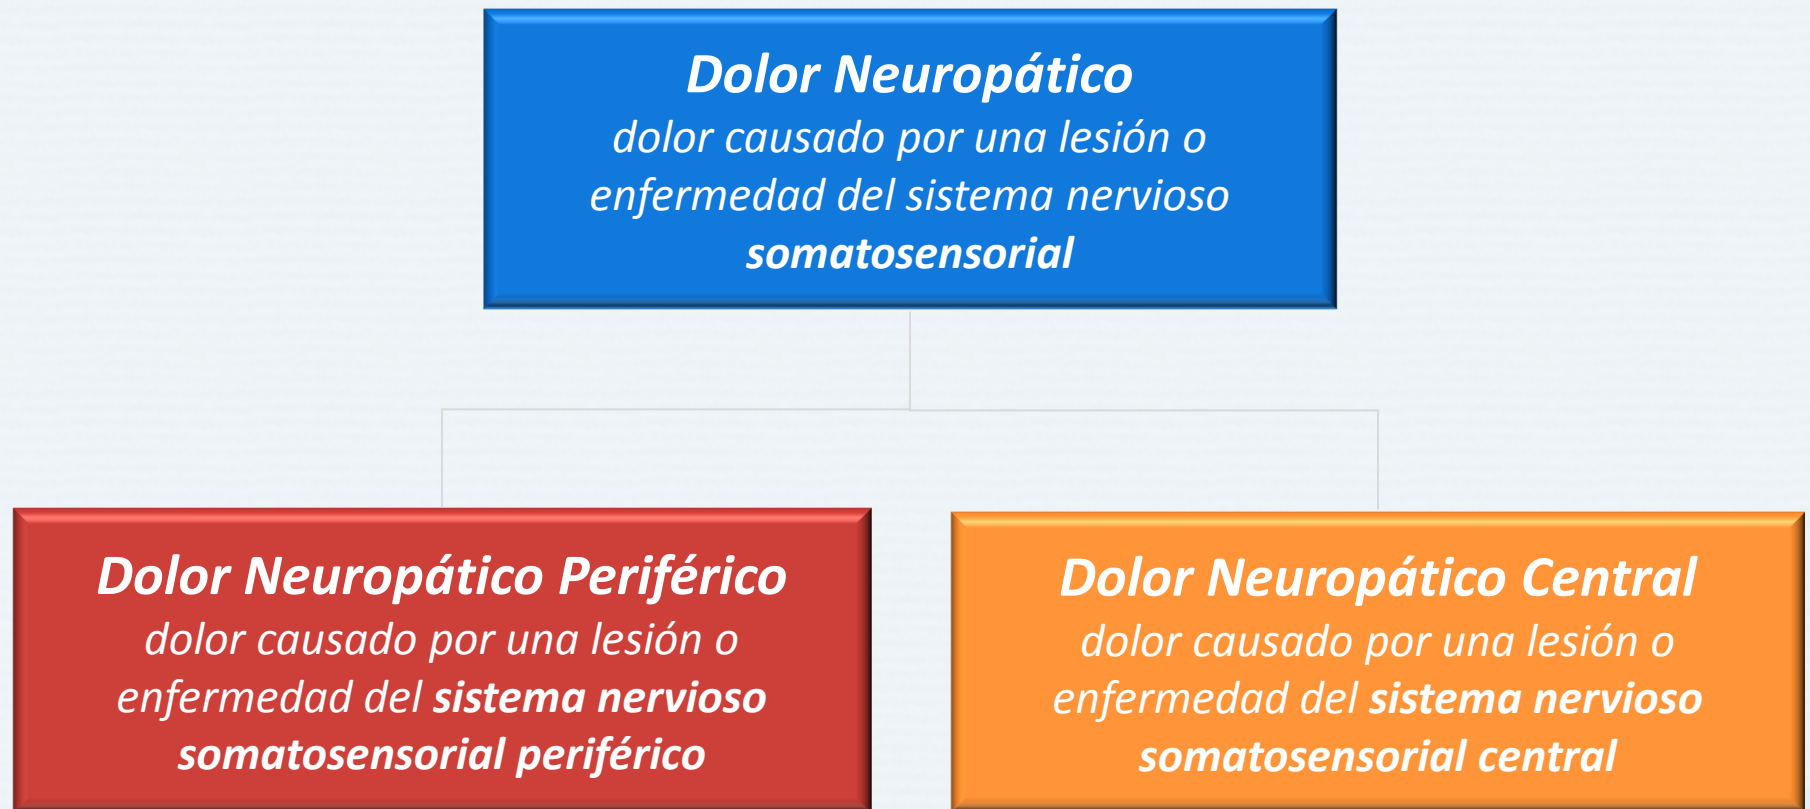 Dolor Neuropático
dolor causado por una lesión o
enfermedad del sistema nervioso
somatosensorial
Dolor Neuropático Periférico
dolor causado por una lesión o
enfermedad del sistema nervioso
somatosensorial periférico
Dolor Neuropático Central
dolor causado por una lesión o
enfermedad del sistema nervioso
somatosensorial central